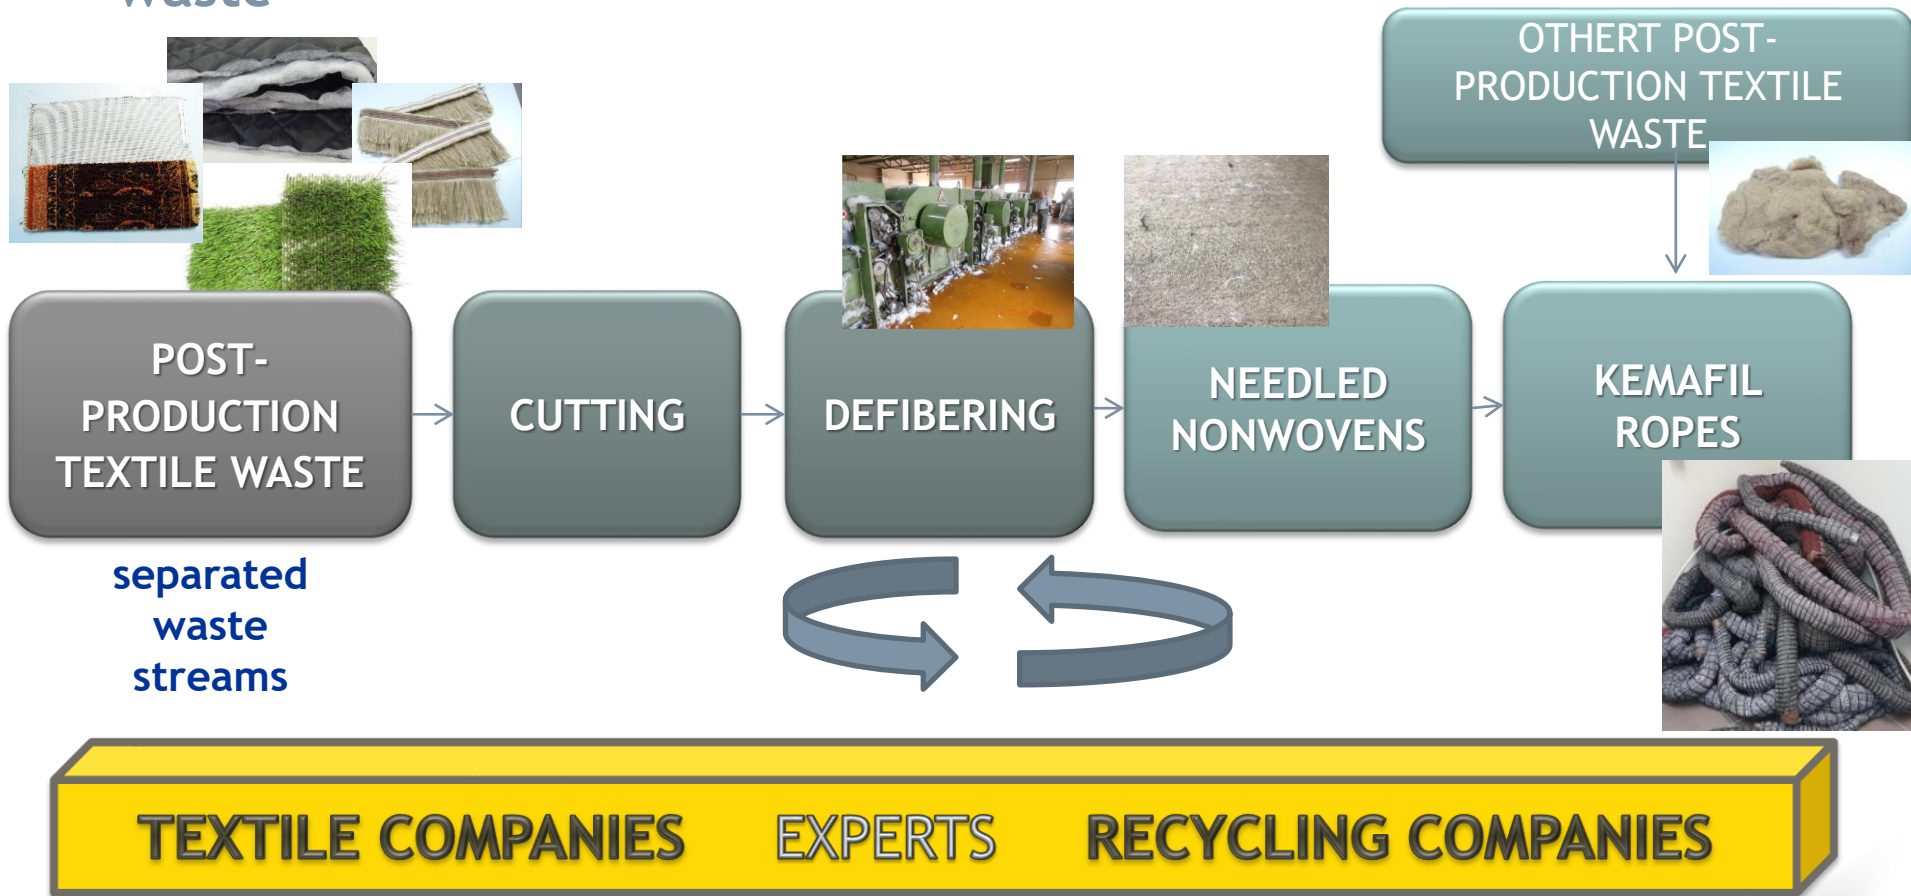 waste
OTHERT POST-
PRODUCTION TEXTILE
WASTE
POST-
PRODUCTION
TEXTILE WASTE
CUTTING
DEFIBERING
NEEDLED
NONWOVENS
KEMAFIL
ROPES
separated
waste
streams
TEXTILE COMPANIES EXPERTS RECYCLING COMPANIES